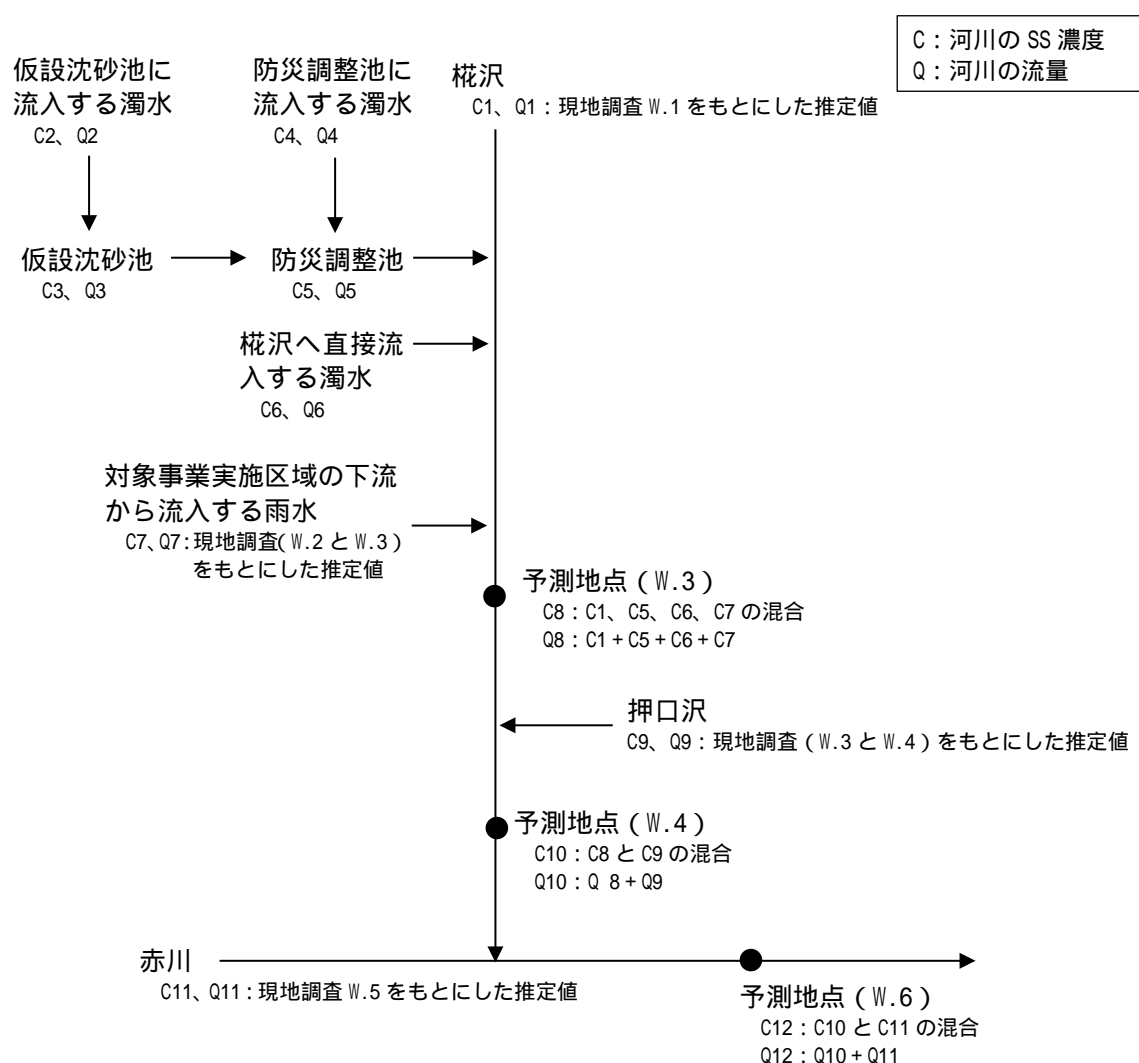 C：河川の SS 濃度
Q：河川の流量
仮設沈砂池に
流入する濁水
C2、Q2
防災調整池に
流入する濁水
C4、Q4
椛沢
C1、Q1：現地調査 W.1 をもとにした推定値
仮設沈砂池
C3、Q3
防災調整池
C5、Q5
椛沢へ直接流
入する濁水
C6、Q6
対象事業実施区域の下流
から流入する雨水
C7、Q7：現地調査（W.2 と W.3）
をもとにした推定値
予測地点（W.3）
C8：C1、C5、C6、C7 の混合
Q8：C1＋C5＋C6＋C7
押口沢
C9、Q9：現地調査（W.3 と W.4）をもとにした推定値
予測地点（W.4）
C10：C8 と C9 の混合
Q10：Q 8＋Q9
赤川
C11、Q11：現地調査 W.5 をもとにした推定値
予測地点（W.6）
C12：C10 と C11 の混合
Q12：Q10＋Q11